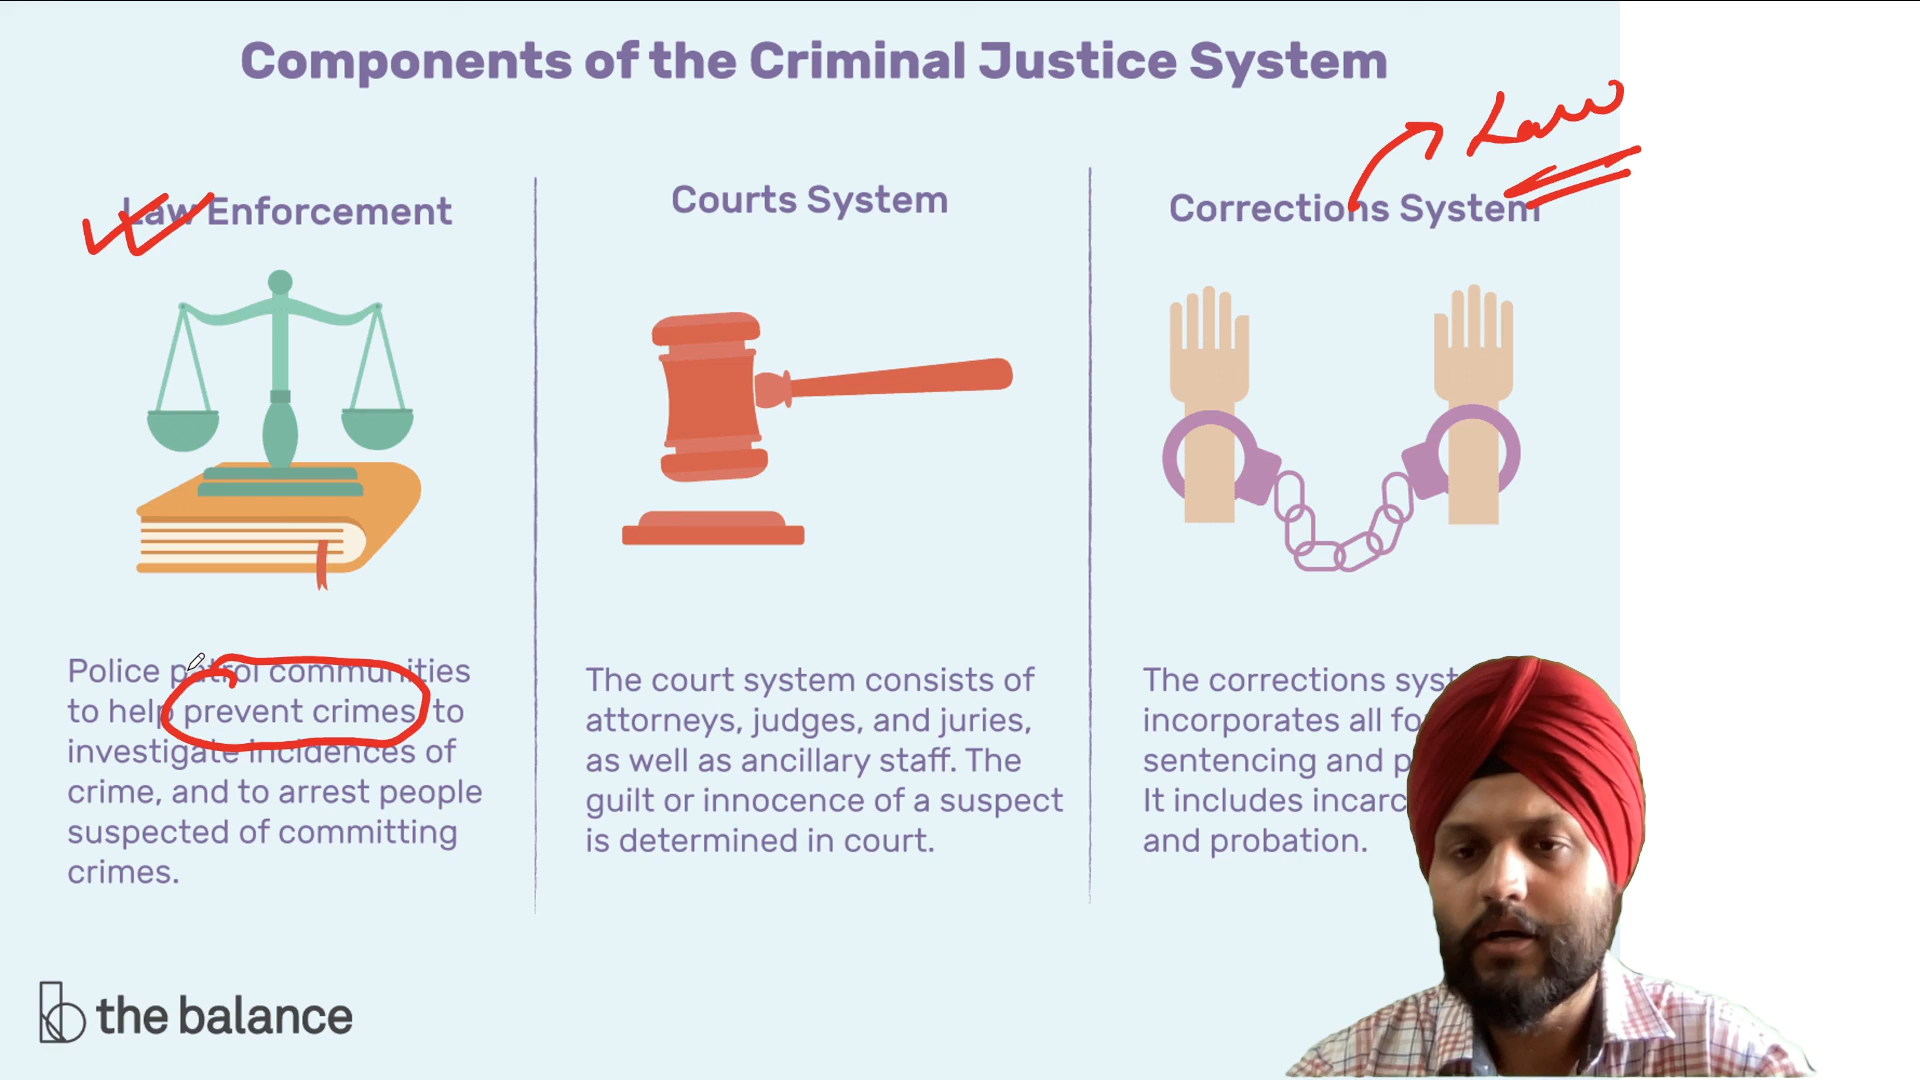 Components of the Criminal Justice System
Law
Law Enforcement
Police patrol communities
to help prevent crimes, to
investigate incidences of
crime, and to arrest people
suspected of committing
crimes.
Courts System
The court system consists of
attorneys, judges, and juries,
as well as ancillary staff. The
guilt or innocence of a suspect
is determined in court.
Corrections System
The corrections
incorporates all
sentencing and
It includes
and probation.
the balance